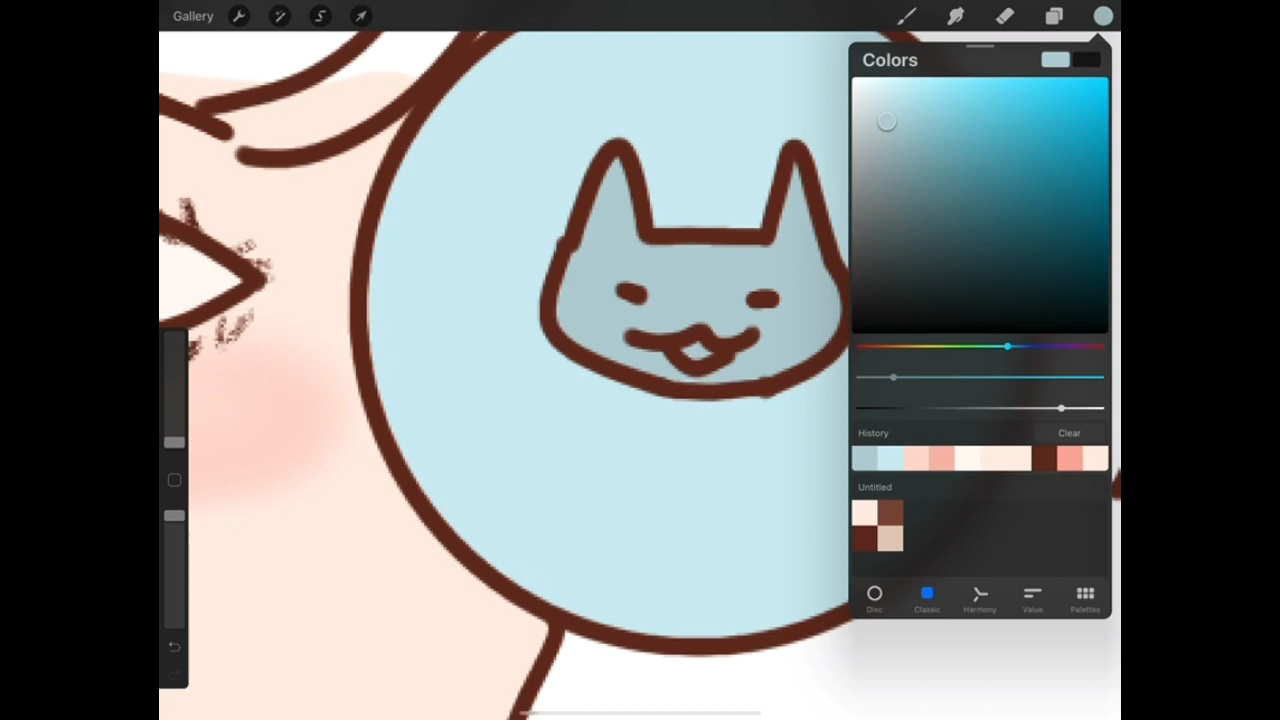 Gallery
Colors
History Clear
Untitled
Disc Classic Harmony Value Palettes